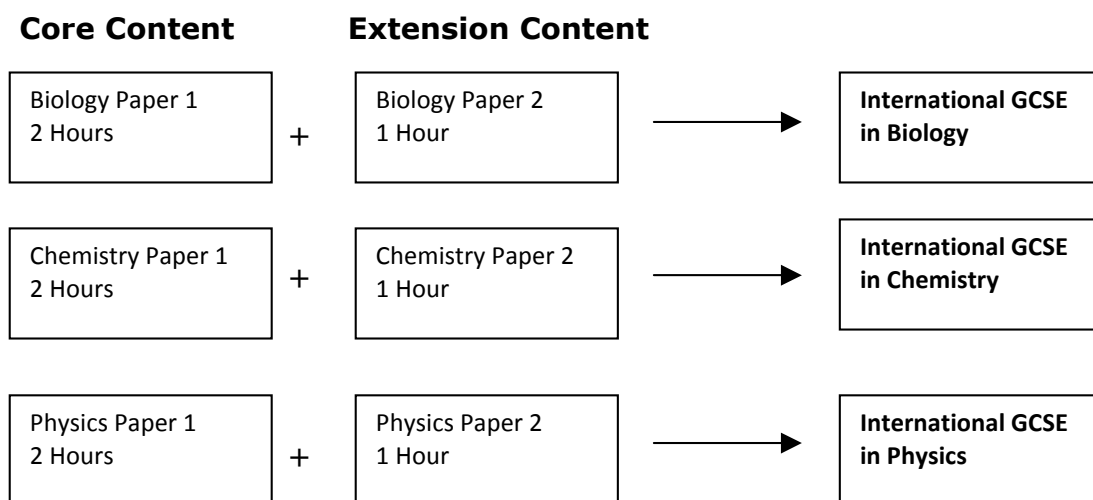 Core Content
Extension Content
Biology Paper 1
2 Hours
+
Biology Paper 2
1 Hour
International GCSE
in Biology
Chemistry Paper 1
2 Hours
+
Chemistry Paper 2
1 Hour
International GCSE
in Chemistry
Physics Paper 1
2 Hours
+
Physics Paper 2
1 Hour
International GCSE
in Physics